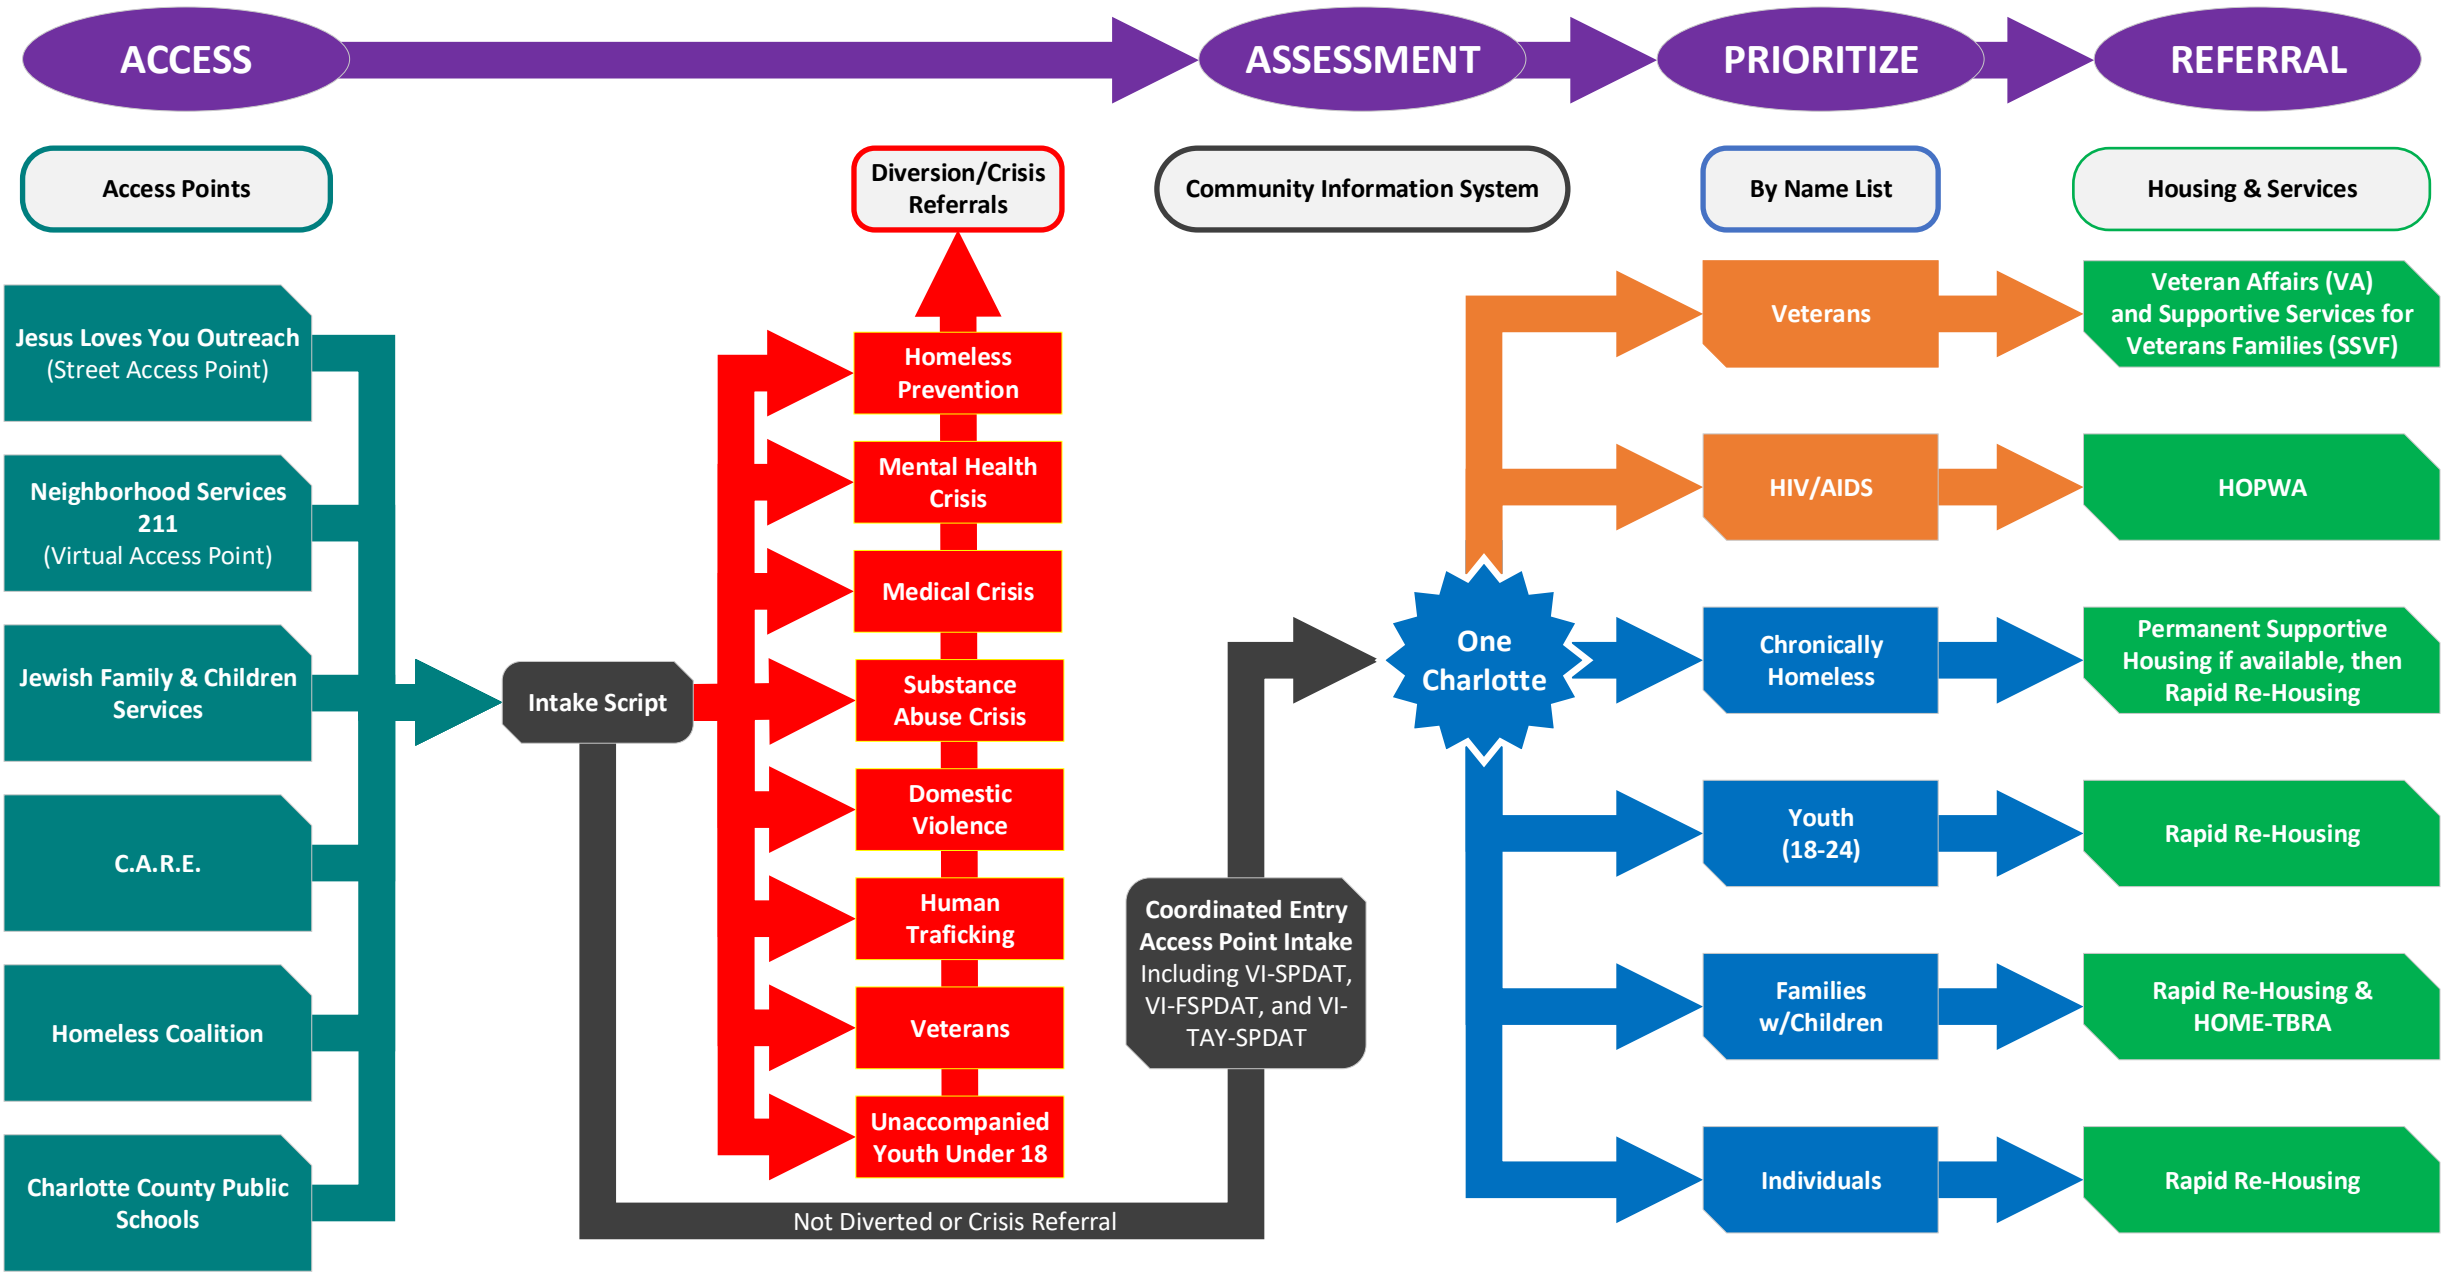 ACCESS
ASSESSMENT
PRIORITIZE
REFERRAL
Access Points
Diversion/Crisis
Referrals
Community Information System
By Name List
Housing & Services
Jesus Loves You Outreach
(Street Access Point)
Neighborhood Services
211
(Virtual Access Point)
Jewish Family & Children
Services
C.A.R.E.
Homeless Coalition
Charlotte County Public
Schools
Intake Script
Homeless
Prevention
Mental Health
Crisis
Medical Crisis
Substance
Abuse Crisis
Domestic
Violence
Human
Traficking
Veterans
Unaccompanied
Youth Under 18
Not Diverted or Crisis Referral
Coordinated Entry
Access Point Intake
Including VI-SPDAT,
VI-FSPDAT, and VI-
TAY-SPDAT
One
Charlotte
Veterans
HIV/AIDS
Chronically
Homeless
Youth
(18-24)
Families
w/Children
Individuals
Veteran Affairs (VA)
and Supportive Services for
Veterans Families (SSVF)
HOPWA
Permanent Supportive
Housing if available, then
Rapid Re-Housing
Rapid Re-Housing
Rapid Re-Housing &
HOME-TBRA
Rapid Re-Housing